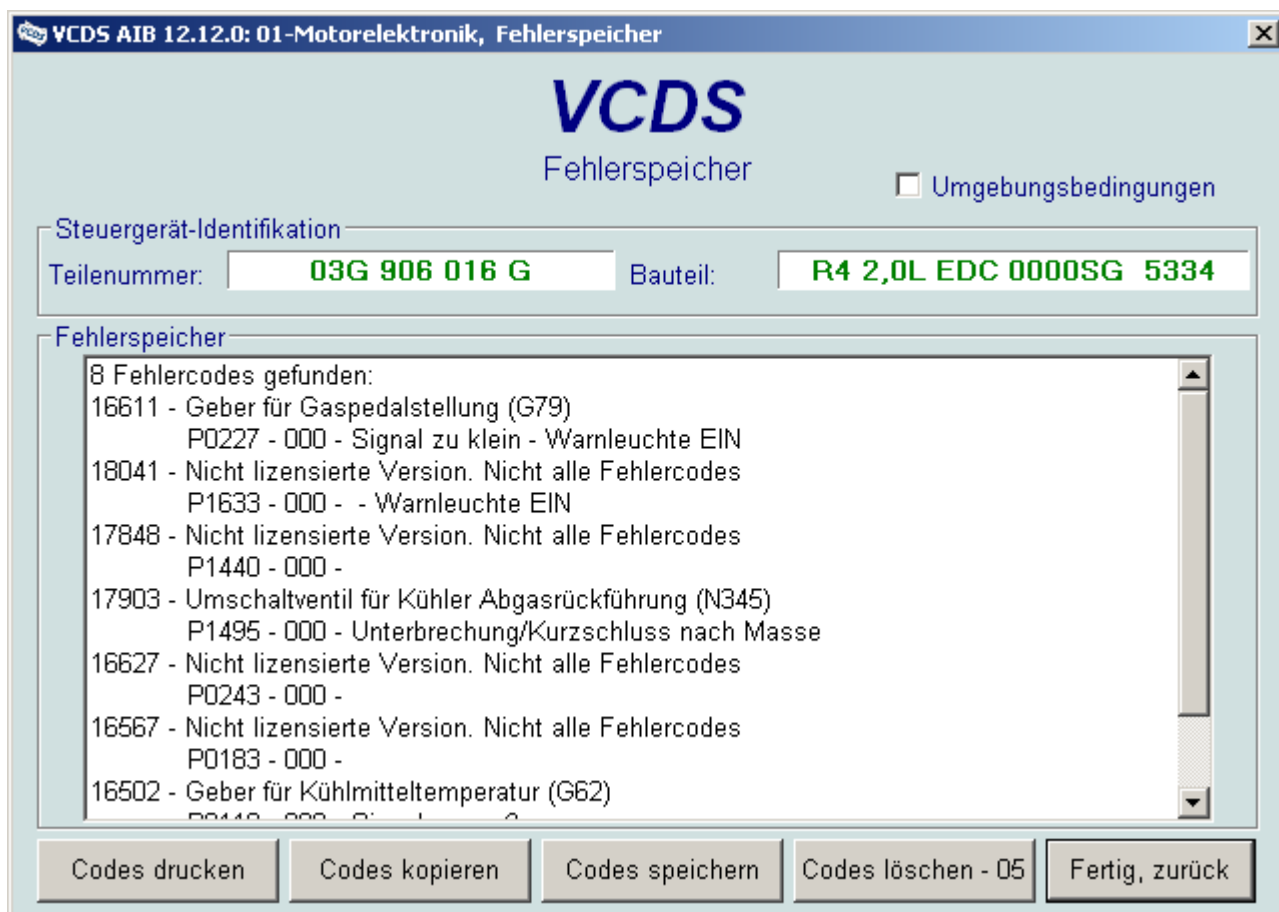 VCDS AIB 12.12.0: 01-Motorelektronik, Fehlerspeicher
VCDS
Fehlerspeicher
Umgebungsbedingungen
Steuergerät-Identifikation
Teilenummer: 03G 906 016 G Bauteil: R4 2,0L EDC 0000SG 5334
Fehlerspeicher
8 Fehlercodes gefunden:
16611 - Geber für Gaspedalstellung (G79)
P0227 - 000 - Signal zu klein - Warnleuchte EIN
18041 - Nicht lizensierte Version. Nicht alle Fehlercodes
P1633 - 000 - - Warnleuchte EIN
17848 - Nicht lizensierte Version. Nicht alle Fehlercodes
P1440 - 000 -
17903 - Umschaltventil für Kühler Abgasrückführung (N345)
P1495 - 000 - Unterbrechung/Kurzschluss nach Masse
16627 - Nicht lizensierte Version. Nicht alle Fehlercodes
P0243 - 000 -
16567 - Nicht lizensierte Version. Nicht alle Fehlercodes
P0183 - 000 -
16502 - Geber für Kühlmitteltemperatur (G62)
Codes drucken Codes kopieren Codes speichern Codes löschen - 05 Fertig, zurück